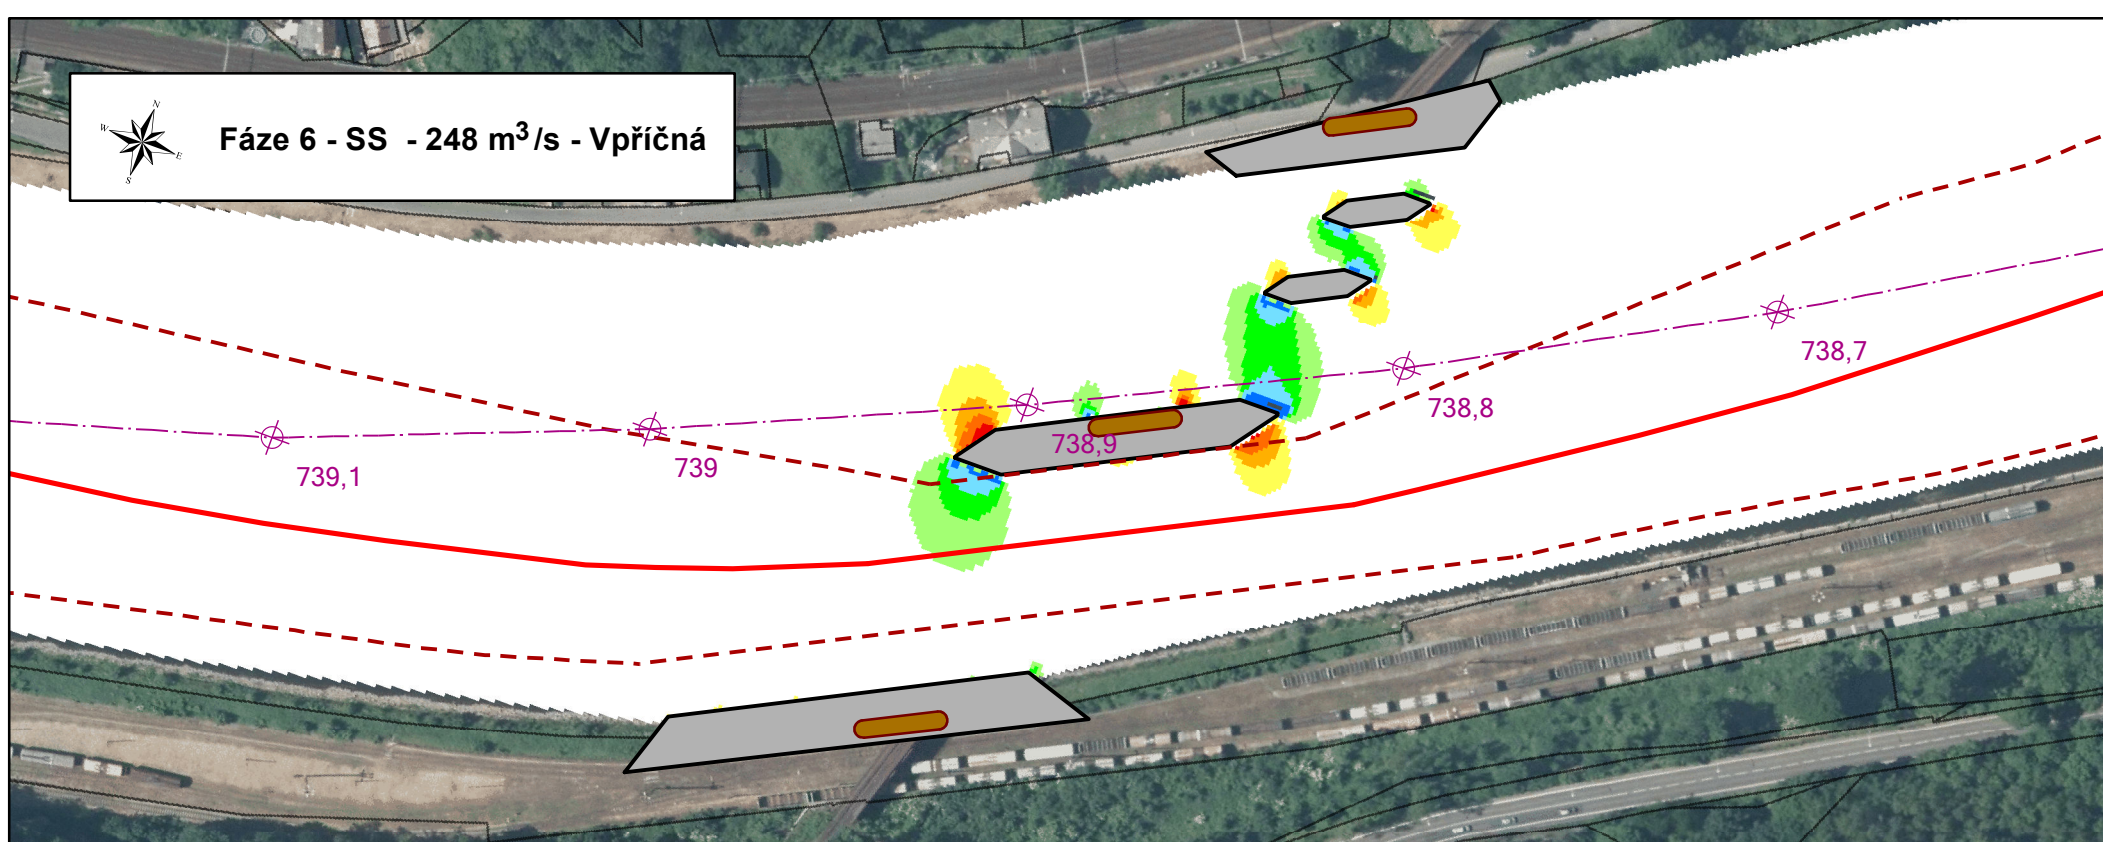 N
W
E
S
Fáze 6 - SS - 248 m³/s - Vpříčná
738,7
738,8
738,9
739
739,1